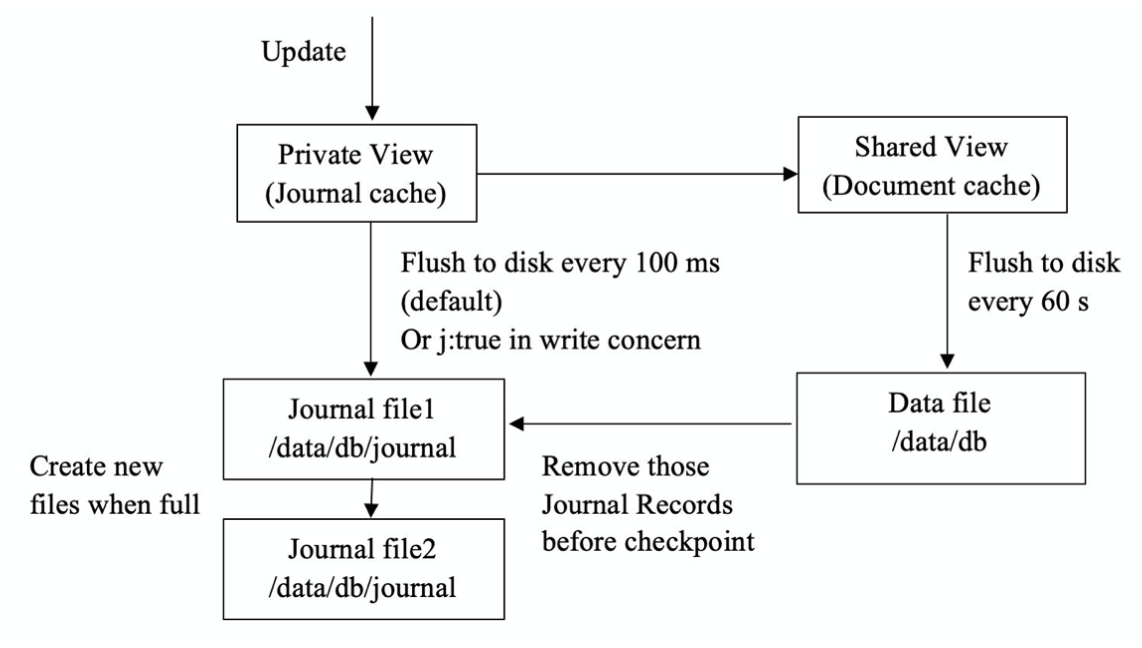 Update
Private View
(Journal cache)
Shared View
(Document cache)
Flush to disk every 100 ms
(default)
Or j:true in write concern
Flush to disk
every 60 s
Journal file1
/data/db/journal
Data file
/data/db
Create new
files when full
Remove those
Journal Records
before checkpoint
Journal file2
/data/db/journal